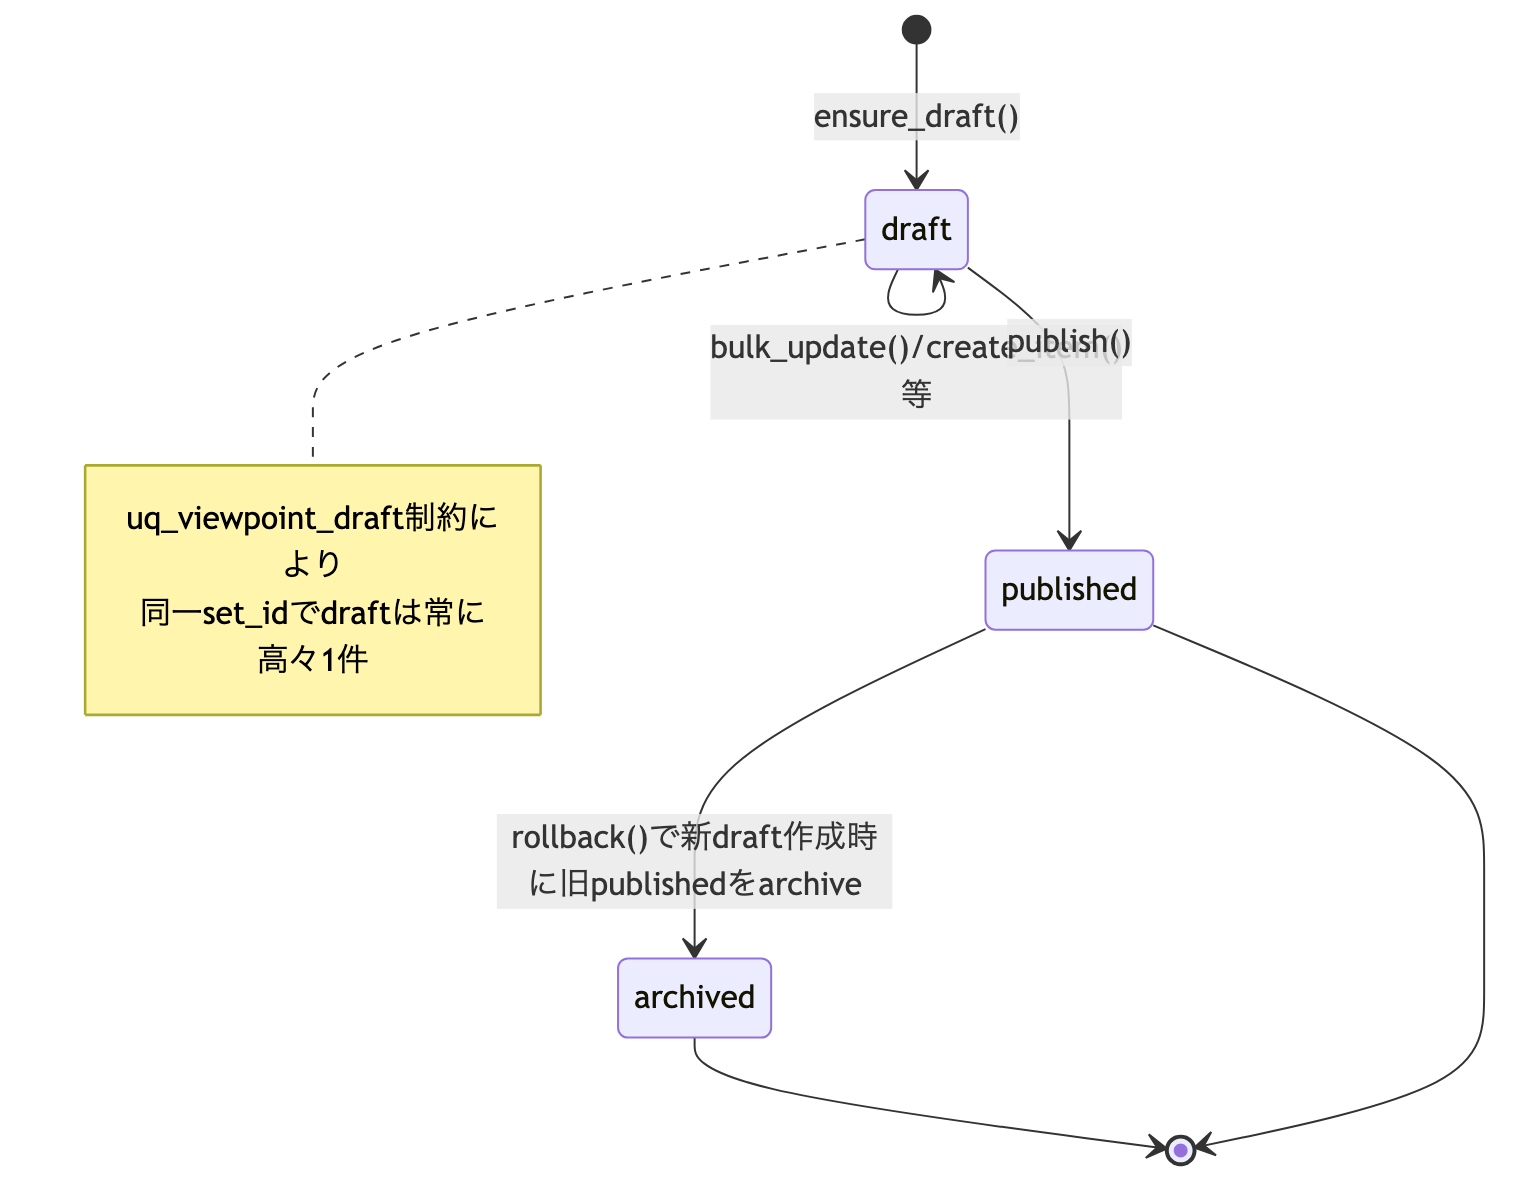 ensure_draft()
draft
bulk_update()/create_item()
等
publish()
uq_viewpoint_draft制約に
より
同一set_idでdraftは常に
高々1件
published
rollback()で新draft作成時
に旧publishedをarchive
archived